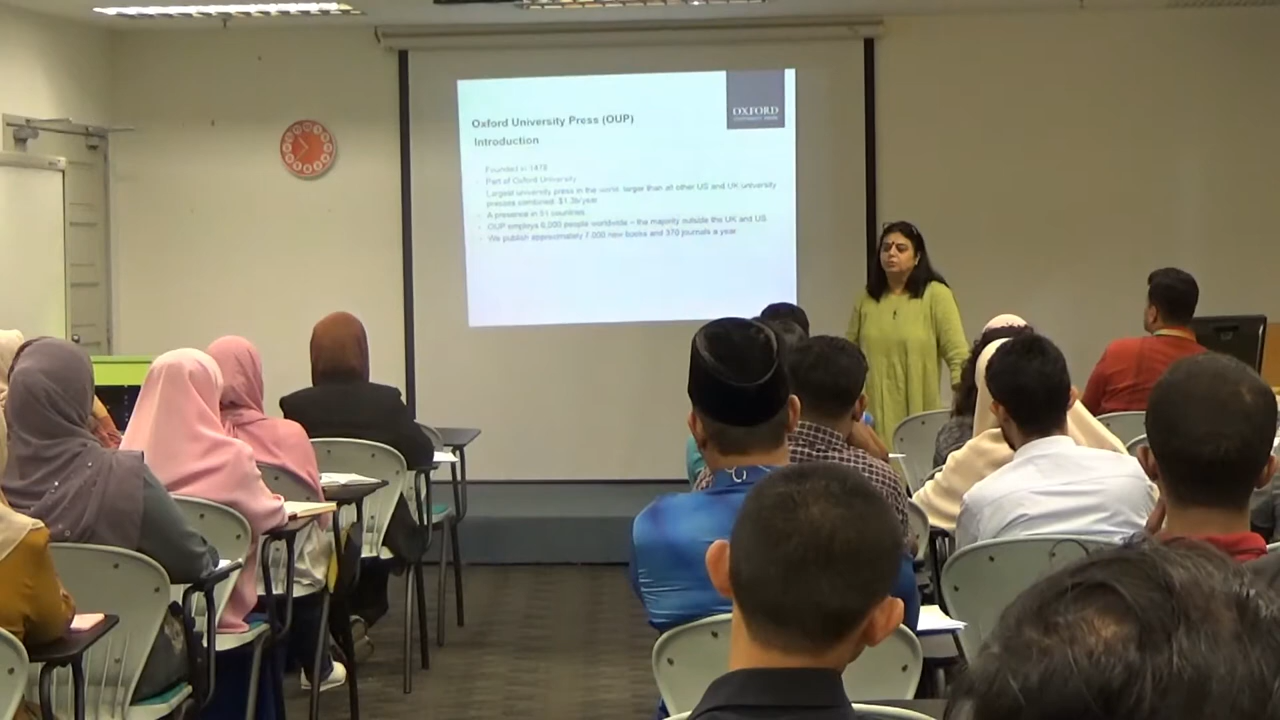 OXFORD
UNIVERSITY PRESS
Oxford University Press (OUP)
Introduction
Founded in 1478
- Part of Oxford University
Largest university press in the world, larger than all other US and UK university
presses combined. $1.3b/year
- A presence in 51 countries
- OUP employs 6,000 people worldwide – the majority outside the UK and US
- We publish approximately 7,000 new books and 370 journals a year